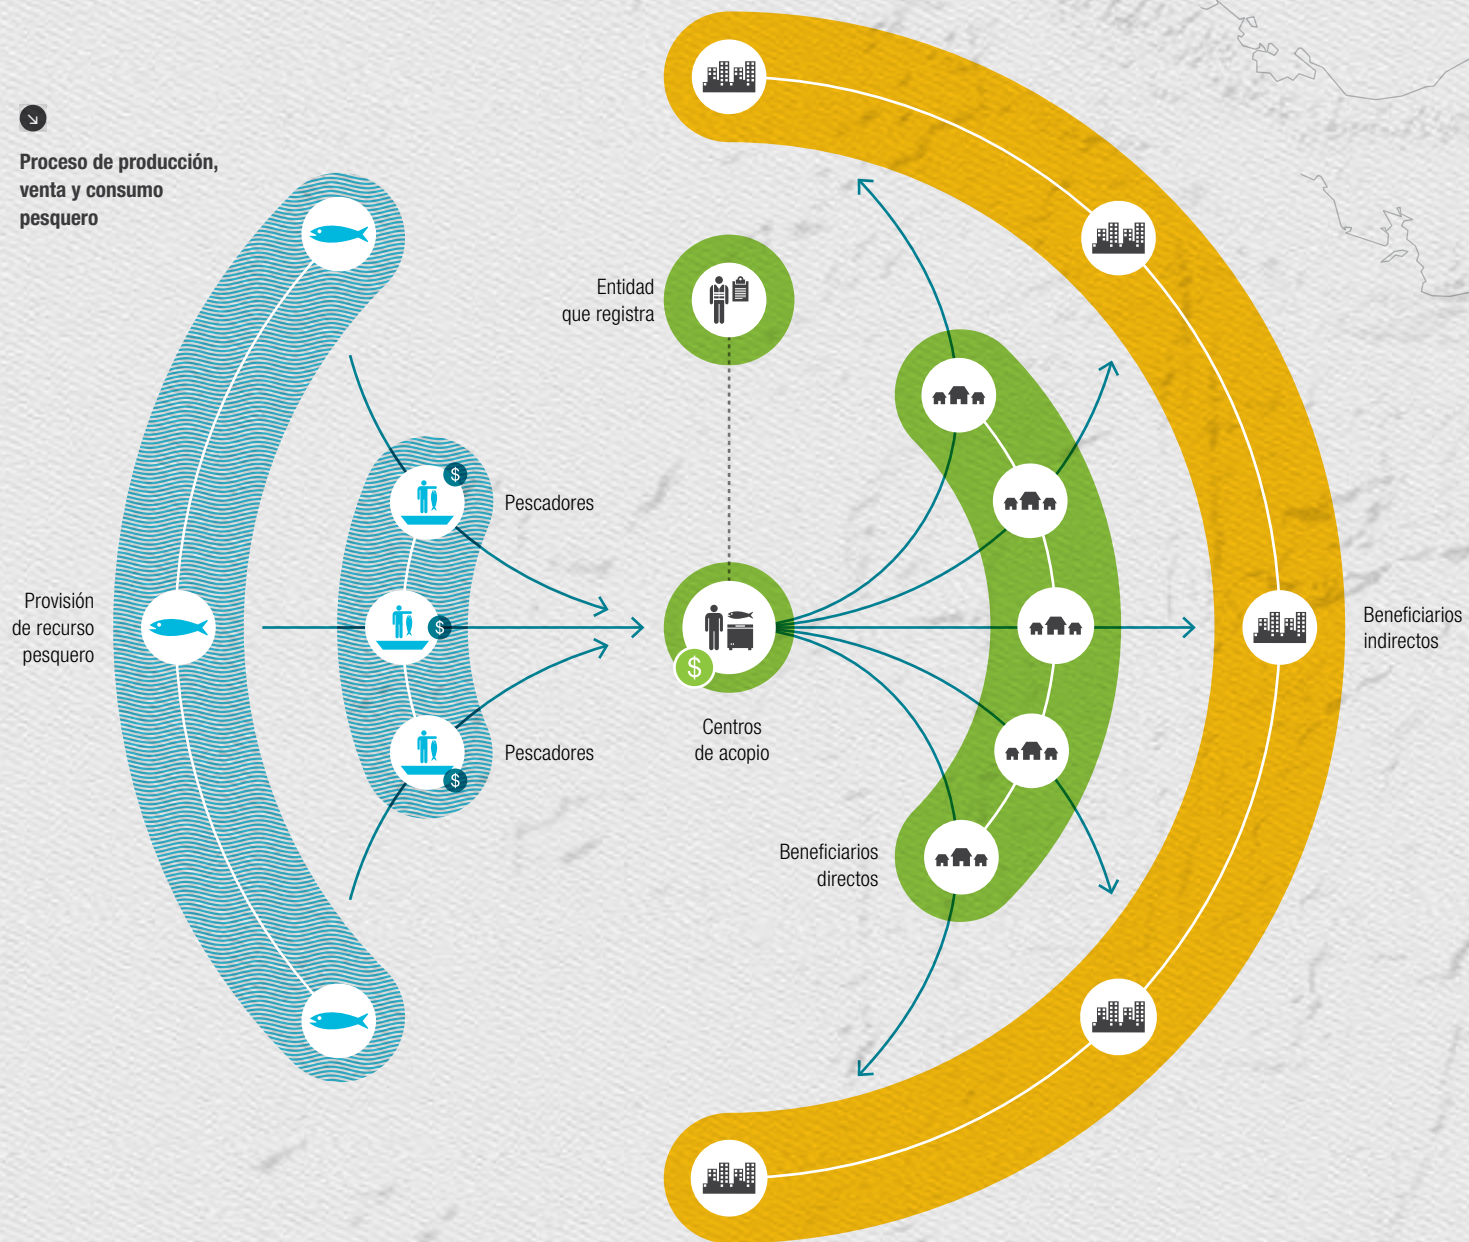 Proceso de producción,
venta y consumo
pesquero
Entidad
que registra
$
Pescadores
Provisión
de recurso
pesquero
$
$
Centros
de acopio
Pescadores
$
Beneficiarios
directos
Beneficiarios
indirectos